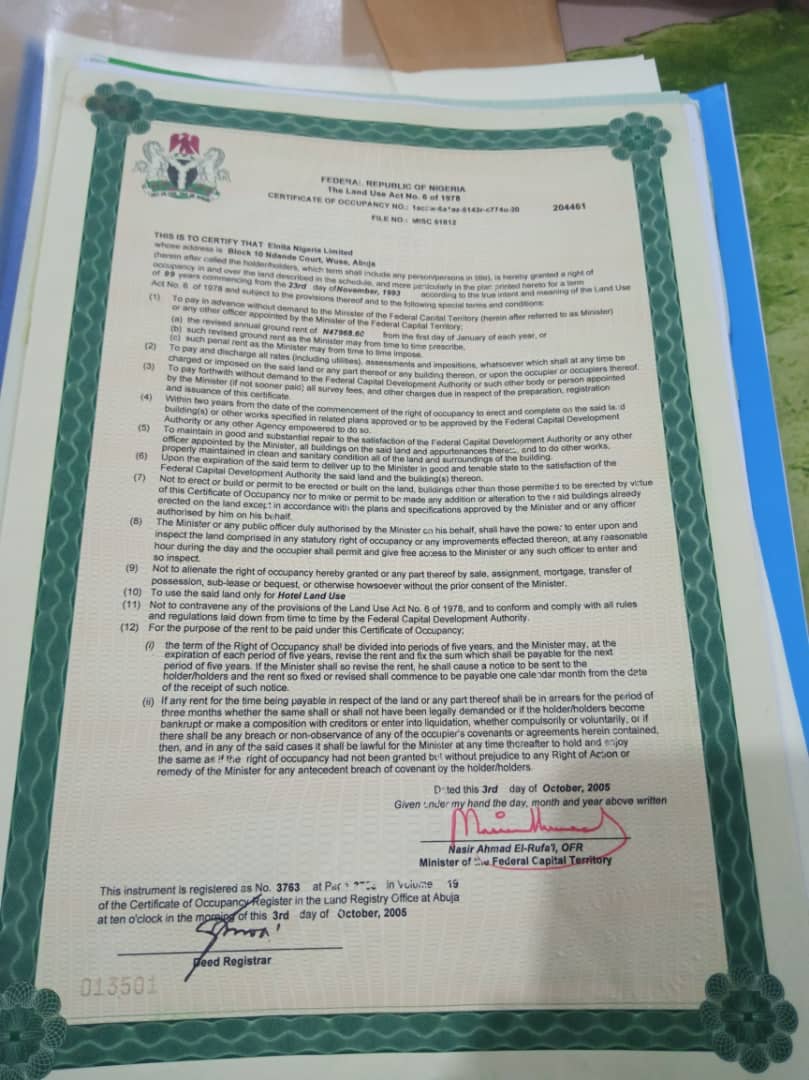 FEDERAL REPUBLIC OF NIGERIA
The Land Use Act No. 6 of 1978
CERTIFICATE OF OCCUPANCY NO.:
204461
FILE NO.: MISC 61812
THIS IS TO CERTIFY THAT Elnita Nigeria Limited
whose address is Block 10 Ndande Court, Wuse, Abuja
(herein after called the holder/holders, which term shall include any person/persons in title), is hereby granted a right of
occupancy in and over the land described in the schedule, and more particularly in the plan printed hereto for a term
of 99 years commencing from the 23rd day of November, 1993 according to the true intent and meaning of the Land Use
Act No. 6 of 1978 and subject to the provisions thereof and to the following special terms and conditions:
(1) To pay in advance without demand to the Minister of the Federal Capital Territory (herein after referred to as Minister)
or any other officer appointed by the Minister of the Federal Capital Territory;
(a) the revised annual ground rent of N47968.60 from the first day of January of each year, or
(b) such revised ground rent as the Minister may from time to time prescribe,
(c) such penal rent as the Minister may from time to time impose.
(2) To pay and discharge all rates (including utilities), assessments and impositions, whatsoever which shall at any time be
charged or imposed on the said land or any part thereof or any building thereon, or upon the occupier or occupiers thereof.
(3) To pay forthwith without demand to the Federal Capital Development Authority or such other body or person appointed
by the Minister (if not sooner paid) all survey fees, and other charges due in respect of the preparation, registration
and issuance of this certificate.
(4) Within two years from the date of the commencement of the right of occupancy to erect and complete on the said land
building(s) or other works specified in related plans approved or to be approved by the Federal Capital Development
Authority or any other Agency empowered to do so.
(5) To maintain in good and substantial repair to the satisfaction of the Federal Capital Development Authority or any other
officer appointed by the Minister, all buildings on the said land and appurtenances thereto, and to do other works,
properly maintained in clean and sanitary condition all of the land and surroundings of the building.
(6) Upon the expiration of the said term to deliver up to the Minister in good and tenable state to the satisfaction of the
Federal Capital Development Authority the said land and the building(s) thereon.
(7) Not to erect or build or permit to be erected or built on the land, buildings other than those permitted to be erected by virtue
of this Certificate of Occupancy nor to make or permit to be made any addition or alteration to the said buildings already
erected on the land except in accordance with the plans and specifications approved by the Minister and or any officer
authorised by him on his behalf.
(8) The Minister or any public officer duly authorised by the Minister on his behalf, shall have the power to enter upon and
inspect the land comprised in any statutory right of occupancy or any improvements effected thereon, at any reasonable
hour during the day and the occupier shall permit and give free access to the Minister or any such officer to enter and
so inspect.
(9) Not to alienate the right of occupancy hereby granted or any part thereof by sale, assignment, mortgage, transfer of
possession, sub-lease or bequest, or otherwise howsoever without the prior consent of the Minister.
(10) To use the said land only for Hotel Land Use
(11) Not to contravene any of the provisions of the Land Use Act No. 6 of 1978, and to conform and comply with all rules
and regulations laid down from time to time by the Federal Capital Development Authority.
(12) For the purpose of the rent to be paid under this Certificate of Occupancy;
(i) the term of the Right of Occupancy shall be divided into periods of five years, and the Minister may, at the
expiration of each period of five years, revise the rent and fix the sum which shall be payable for the next
period of five years. If the Minister shall so revise the rent, he shall cause a notice to be sent to the
holder/holders and the rent so fixed or revised shall commence to be payable one calendar month from the date
of the receipt of such notice.
(ii) If any rent for the time being payable in respect of the land or any part thereof shall be in arrears for the period of
three months whether the same shall or shall not have been legally demanded or if the holder/holders become
bankrupt or make a composition with creditors or enter into liquidation, whether compulsorily or voluntarily, or if
there shall be any breach or non-observance of any of the occupier's covenants or agreements herein contained,
then, and in any of the said cases it shall be lawful for the Minister at any time thereafter to hold and enjoy
the same as if the right of occupancy had not been granted but without prejudice to any Right of Action or
remedy of the Minister for any antecedent breach of covenant by the holder/holders.
Dated this 3rd day of October, 2005
Given under my hand the day, month and year above written
Nasir Ahmad El-Rufa'i, OFR
Minister of the Federal Capital Territory
This instrument is registered as No. 3763 at Page in Volume 19
of the Certificate of Occupancy Register in the Land Registry Office at Abuja
at ten o'clock in the morning of this 3rd day of October, 2005
Deed Registrar
013501